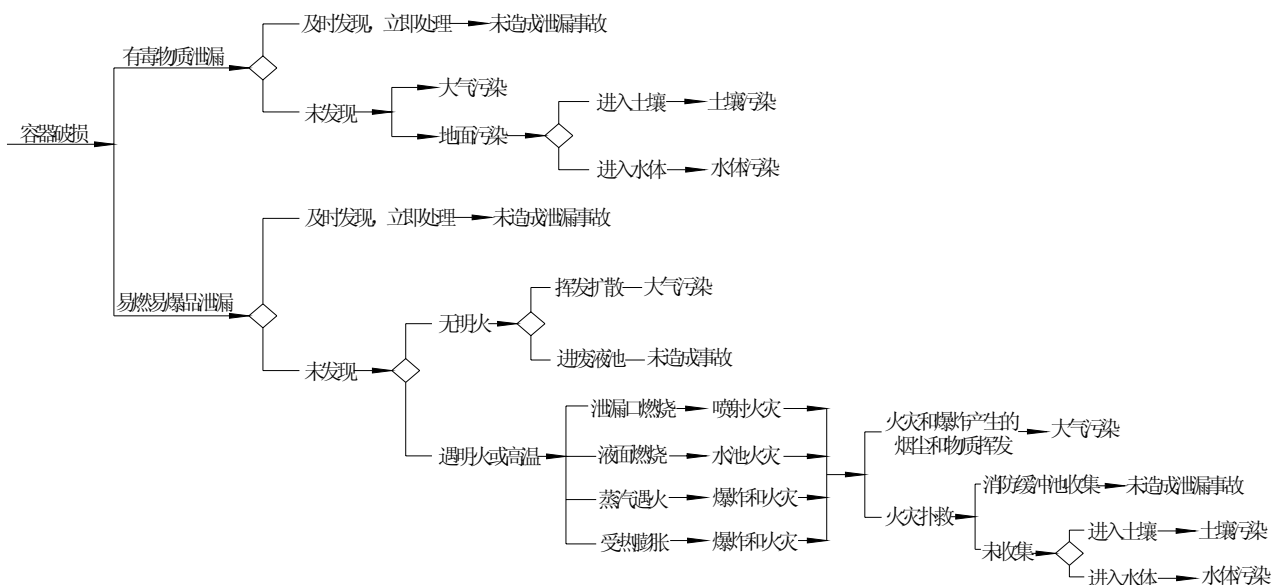 及时发现，立即处理 未造成泄漏事故
有毒物质泄漏
大气污染
未发现
进入土壤 土壤污染
容器破损
地面污染
进入水体 水体污染
及时发现，立即处理 未造成泄漏事故
挥发扩散 大气污染
易燃易爆品泄漏
无明火
进废液池 未造成事故
未发现
泄漏口燃烧 喷射火灾
火灾和爆炸产生的
烟尘和物质挥发
大气污染
遇明火或高温
液面燃烧 水池火灾
消防缓冲池收集 未造成泄漏事故
蒸汽遇火 爆炸和火灾
火灾扑救
进入土壤 土壤污染
受热膨胀 爆炸和火灾
未收集
进入水体 水体污染